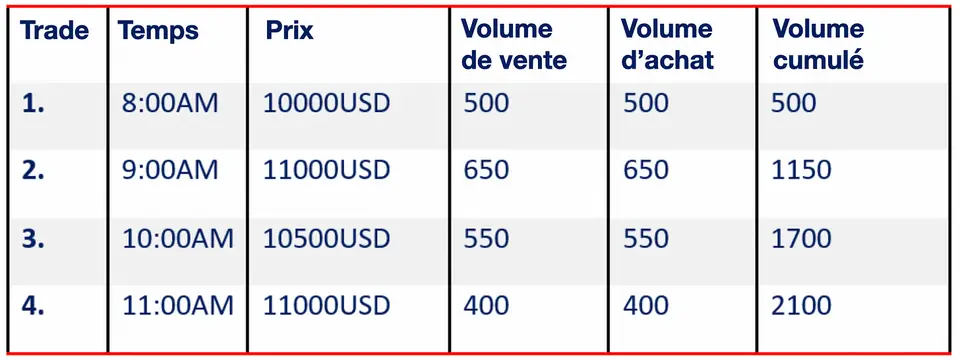 Trade Temps Prix Volume de vente Volume d’achat Volume cumulé
1. 8:00AM 10000USD 500 500 500
2. 9:00AM 11000USD 650 650 1150
3. 10:00AM 10500USD 550 550 1700
4. 11:00AM 11000USD 400 400 2100